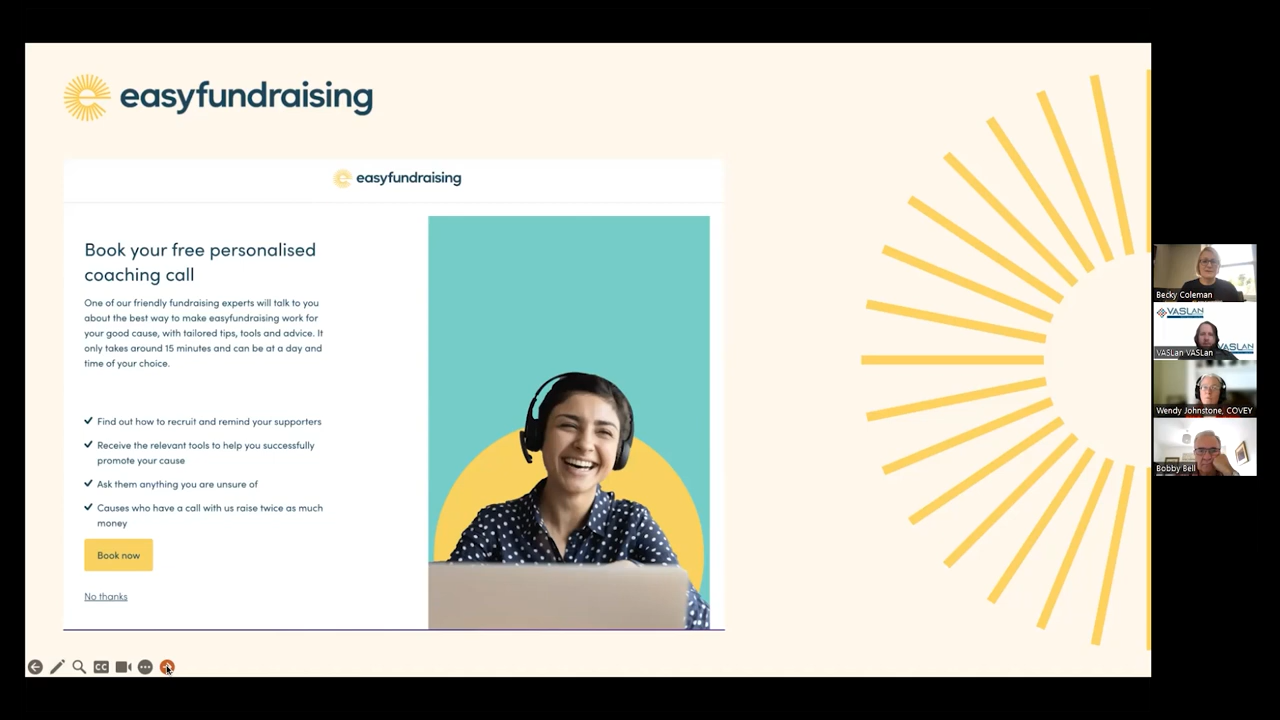 easyfundraising
easyfundraising
Book your free personalised
coaching call
One of our friendly fundraising experts will talk to you
about the best way to make easyfundraising work for
your good cause, with tailored tips, tools and advice. It
only takes around 15 minutes and can be at a day and
time of your choice.
Find out how to recruit and remind your supporters
Receive the relevant tools to help you successfully
promote your cause
Ask them anything you are unsure of
Causes who have a call with us raise twice as much
money
Book now
No thanks
CC
Becky Coleman
VASLAN
VASLAN
VASLan VASLan
Wendy Johnstone, COVEY
Bobby Bell